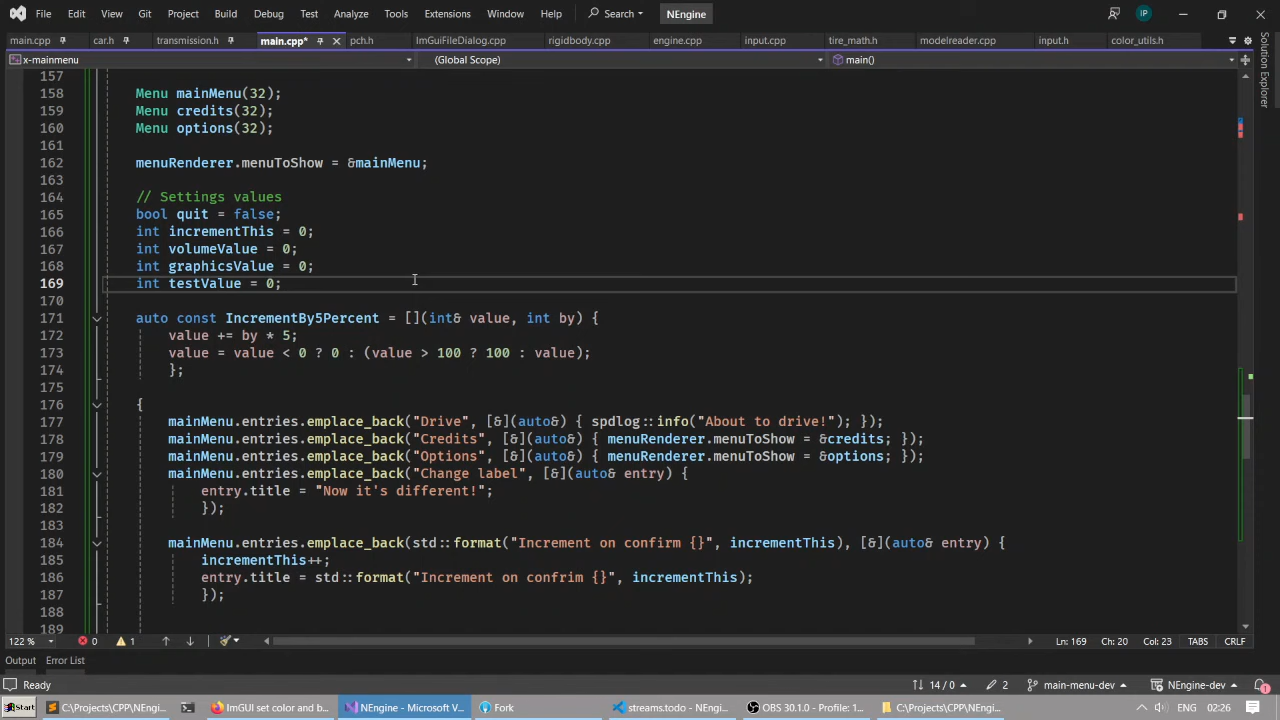 File Edit View Git Project Build Debug Test Analyze Tools Extensions Window Help Search NEngine IP
main.cpp car.h transmission.h main.cpp* pch.h ImGuiFileDialog.cpp rigidbody.cpp engine.cpp input.cpp tire_math.h modelreader.cpp input.h color_utils.h
x-mainmenu (Global Scope) main()
Solution Explorer
157
158 Menu mainMenu(32);
159 Menu credits(32);
160 Menu options(32);
161
162 menuRenderer.menuToShow = &mainMenu;
163
164 // Settings values
165 bool quit = false;
166 int incrementThis = 0;
167 int volumeValue = 0;
168 int graphicsValue = 0;
169 int testValue = 0;
170
171 auto const IncrementBy5Percent = [](int& value, int by) {
172 value += by * 5;
173 value = value < 0 ? 0 : (value > 100 ? 100 : value);
174 };
175
176 {
177 mainMenu.entries.emplace_back("Drive", [&](auto&) { spdlog::info("About to drive!"); });
178 mainMenu.entries.emplace_back("Credits", [&](auto&) { menuRenderer.menuToShow = &credits; });
179 mainMenu.entries.emplace_back("Options", [&](auto&) { menuRenderer.menuToShow = &options; });
180 mainMenu.entries.emplace_back("Change label", [&](auto& entry) {
181 entry.title = "Now it's different!";
182 });
183
184 mainMenu.entries.emplace_back(std::format("Increment on confirm {}", incrementThis), [&](auto& entry) {
185 incrementThis++;
186 entry.title = std::format("Increment on confrim {}", incrementThis);
187 });
188
189
122 % 0 1 Ln: 169 Ch: 20 Col: 23 TABS CRLF
Output Error List
Ready 14 / 0 2 main-menu-dev NEngine-dev 1
Start C:\Projects\CPP\NEngin... ImGUI set color and b... NEngine - Microsoft V... Fork streams.todo - NEngin... OBS 30.1.0 - Profile: 1... C:\Projects\CPP\NEngi... ENG 02:26